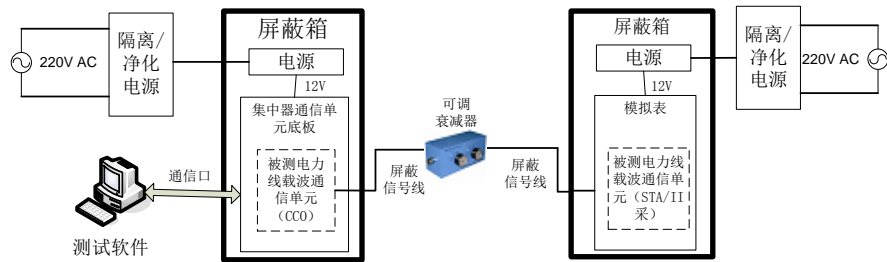 220V AC
隔离/
净化
电源
屏蔽箱
电源
12V
集中器通信单
元底板
被测电力
线载波通
信单元
（CCO）
通信口
测试软件
屏蔽
信号线
可调
衰减器
屏蔽
信号线
屏蔽箱
电源
12V
模拟表
被测电力线
载波通信单
元（STA/II
采）
隔离/
净化
电源
220V AC